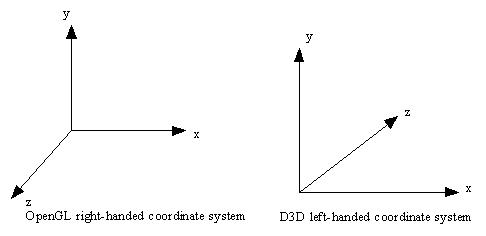 y
x
z
OpenGL right-handed coordinate system
y
z
x
D3D left-handed coordinate system